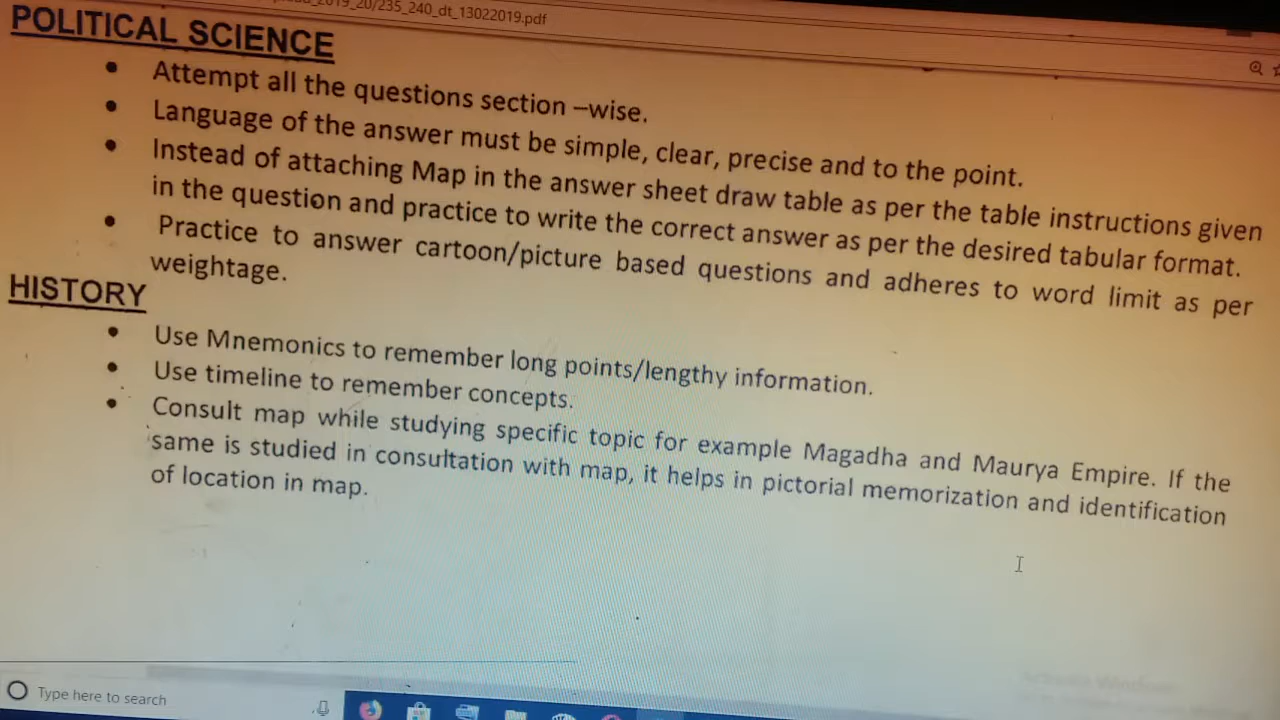 _2019_20/235_240_dt_13022019.pdf
POLITICAL SCIENCE
• Attempt all the questions section –wise.
• Language of the answer must be simple, clear, precise and to the point.
• Instead of attaching Map in the answer sheet draw table as per the table instructions given
in the question and practice to write the correct answer as per the desired tabular format.
• Practice to answer cartoon/picture based questions and adheres to word limit as per
weightage.
HISTORY
• Use Mnemonics to remember long points/lengthy information.
• Use timeline to remember concepts.
• Consult map while studying specific topic for example Magadha and Maurya Empire. If the
same is studied in consultation with map, it helps in pictorial memorization and identification
of location in map.
Type here to search